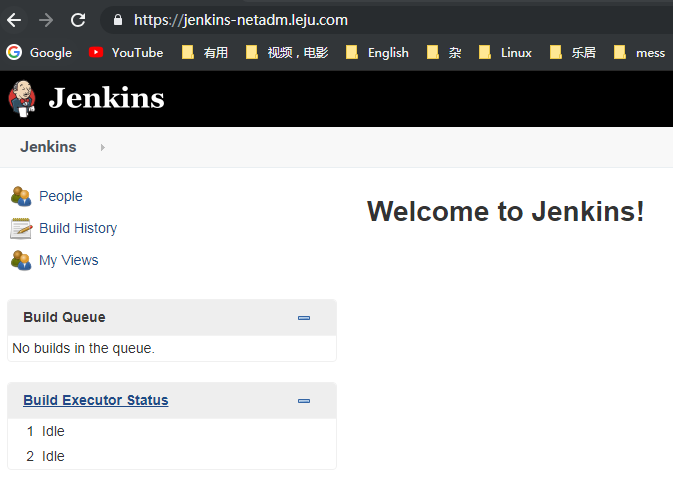 https://jenkins-netadm.leju.com
Google YouTube 有用 视频 , 电影 English 杂 Linux 乐居 mess
Jenkins
Jenkins
People
Build History
My Views
Welcome to Jenkins!
Build Queue
No builds in the queue.
Build Executor Status
1 Idle
2 Idle